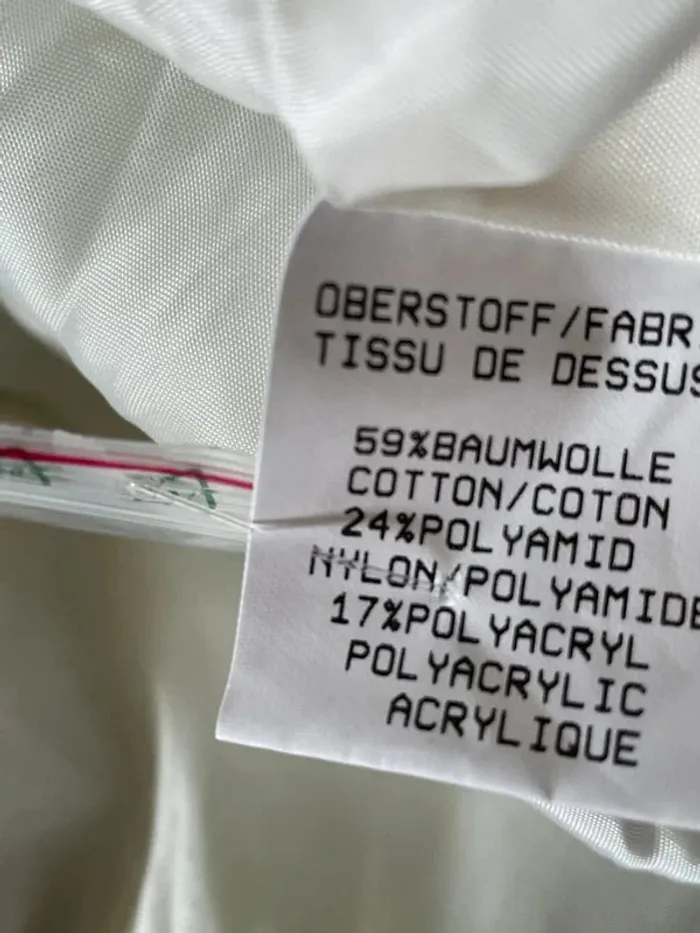 OBERSTOFF/FABR
TISSU DE DESSUS
59%BAUMWOLLE
COTTON/COTON
24%POLYAMID
NYLON/POLYAMIDE
17%POLYACRYL
POLYACRYLIC
ACRYLIQUE